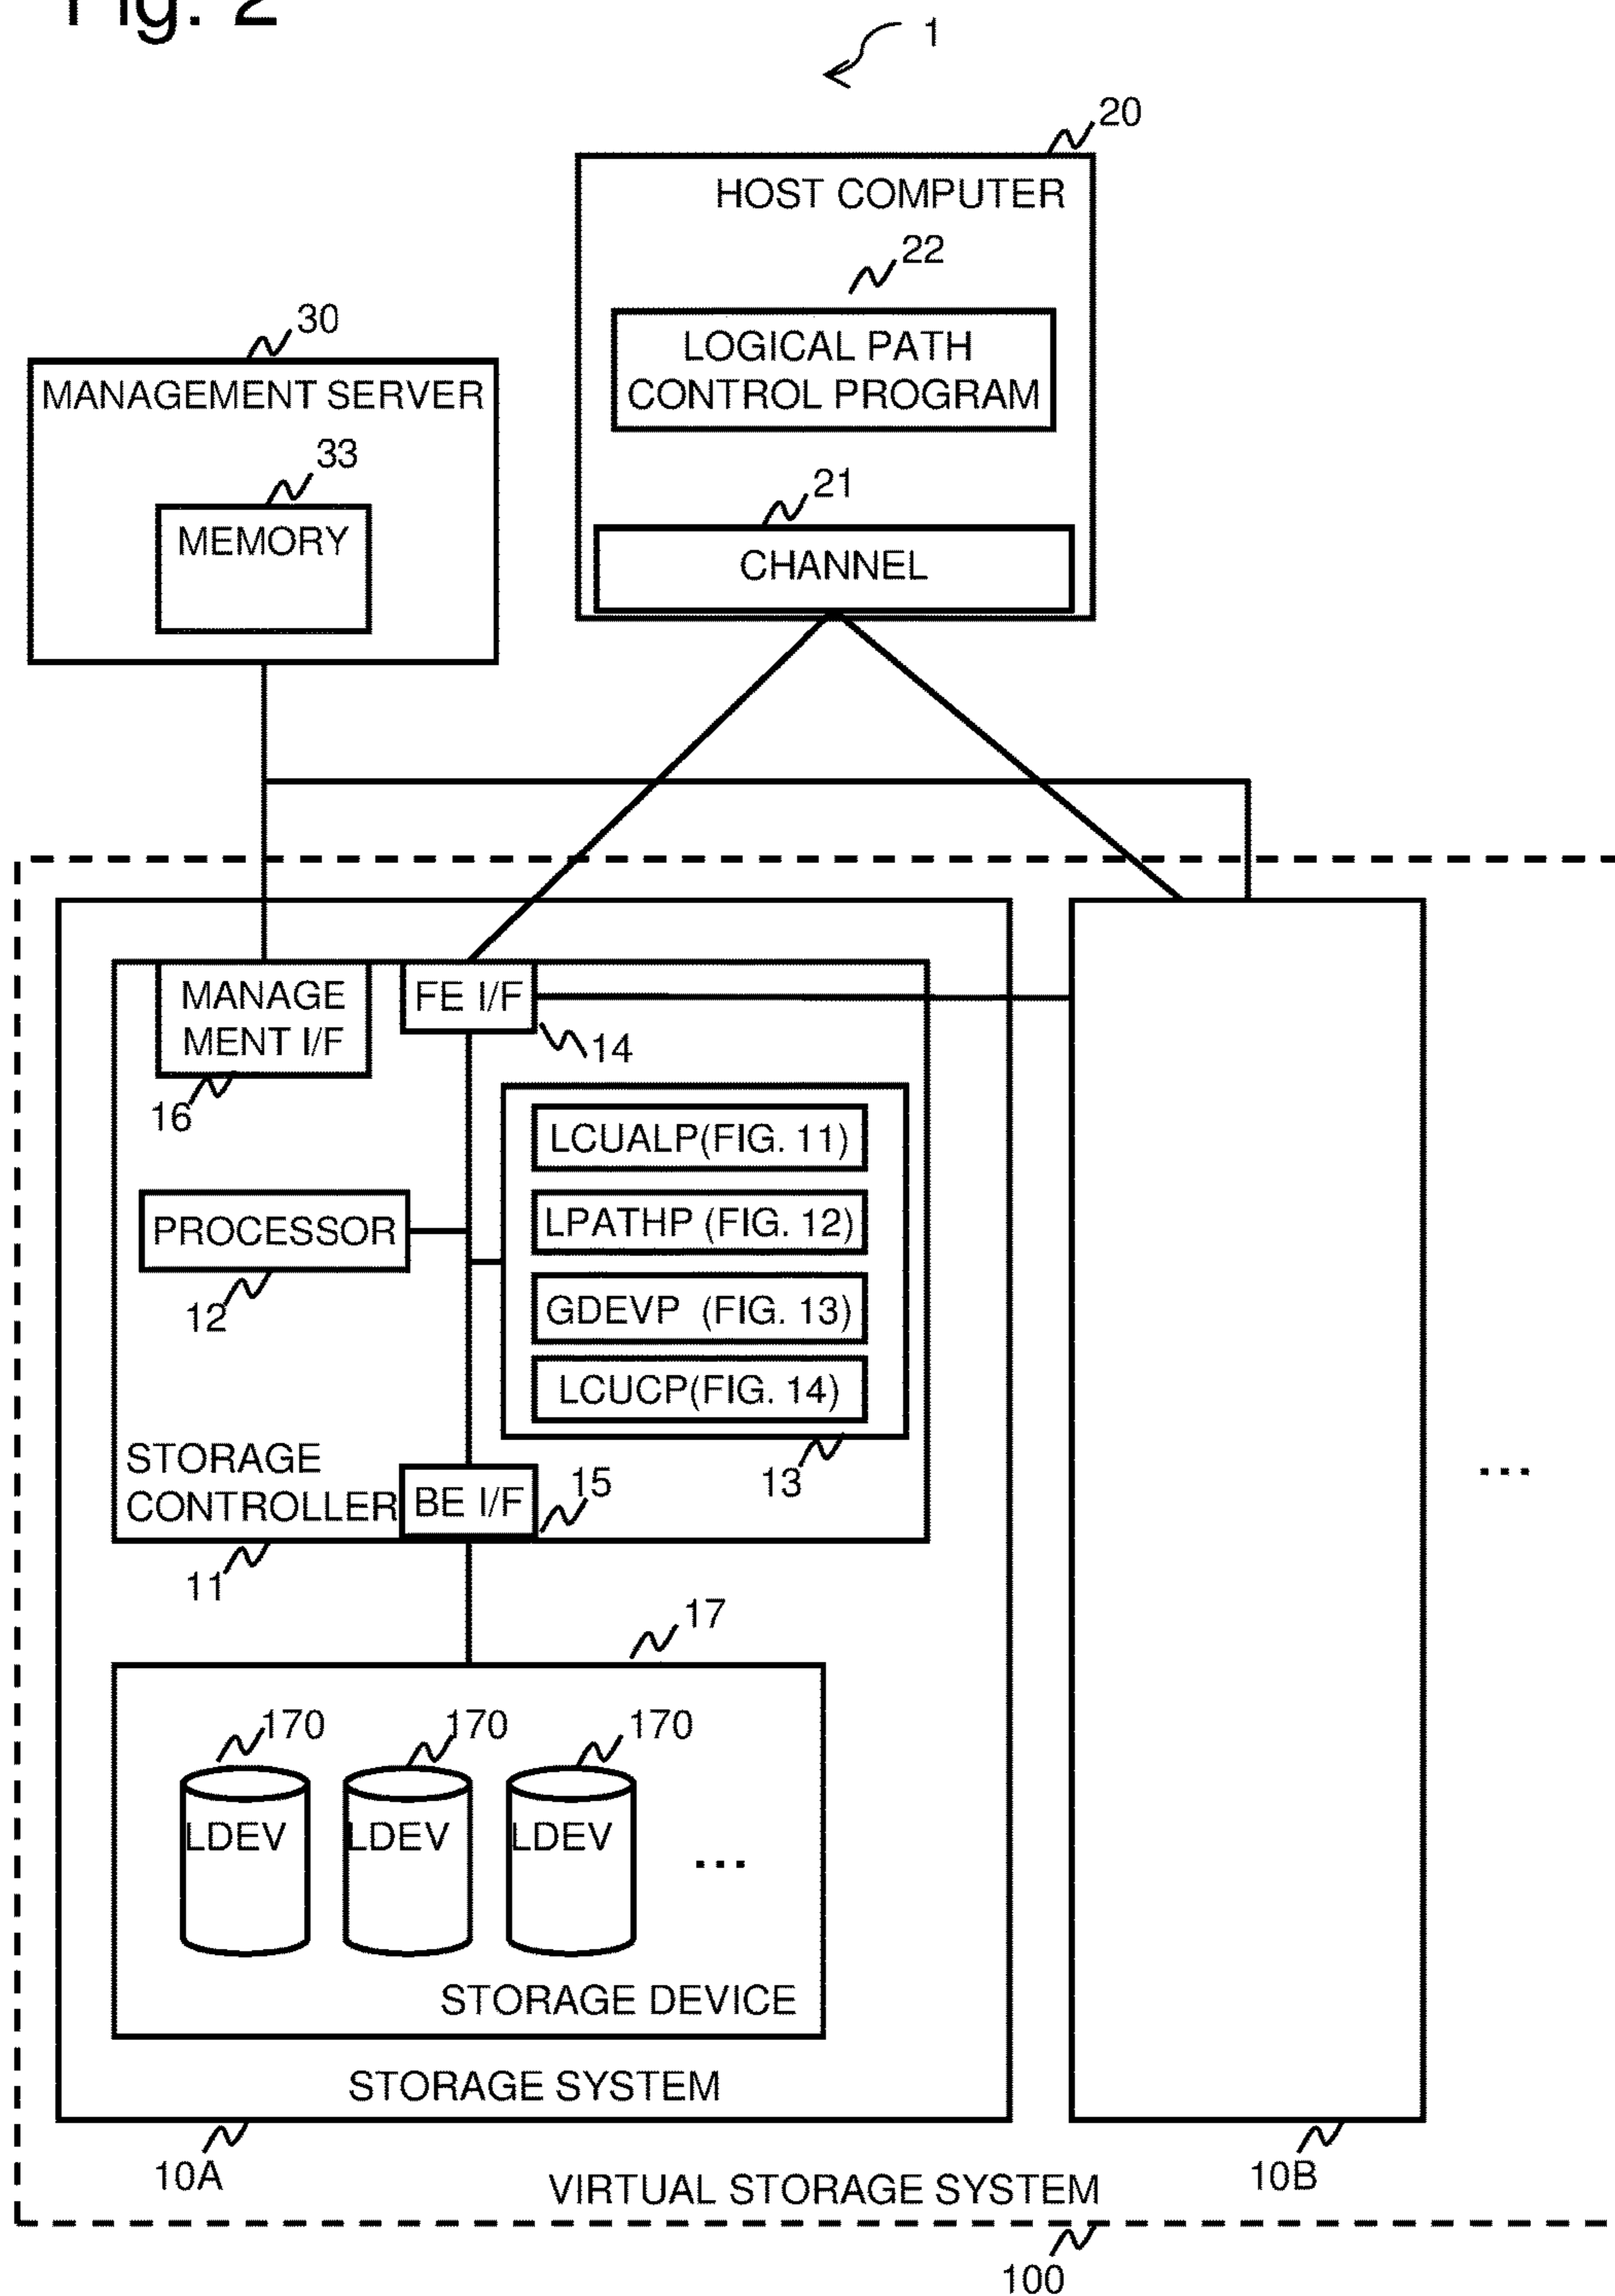 Fig. 2
1
20
HOST COMPUTER
22
LOGICAL PATH
CONTROL PROGRAM
30
MANAGEMENT SERVER
33
MEMORY
21
CHANNEL
MANAGE
MENT I/F
FE I/F
14
16
LCUALP(FIG. 11)
LPATHP (FIG. 12)
PROCESSOR
12
GDEVP (FIG. 13)
LCUCP(FIG. 14)
13
STORAGE
CONTROLLER
BE I/F
15
11
...
17
170
170
170
LDEV
LDEV
LDEV
...
STORAGE DEVICE
STORAGE SYSTEM
10A
10B
VIRTUAL STORAGE SYSTEM
100